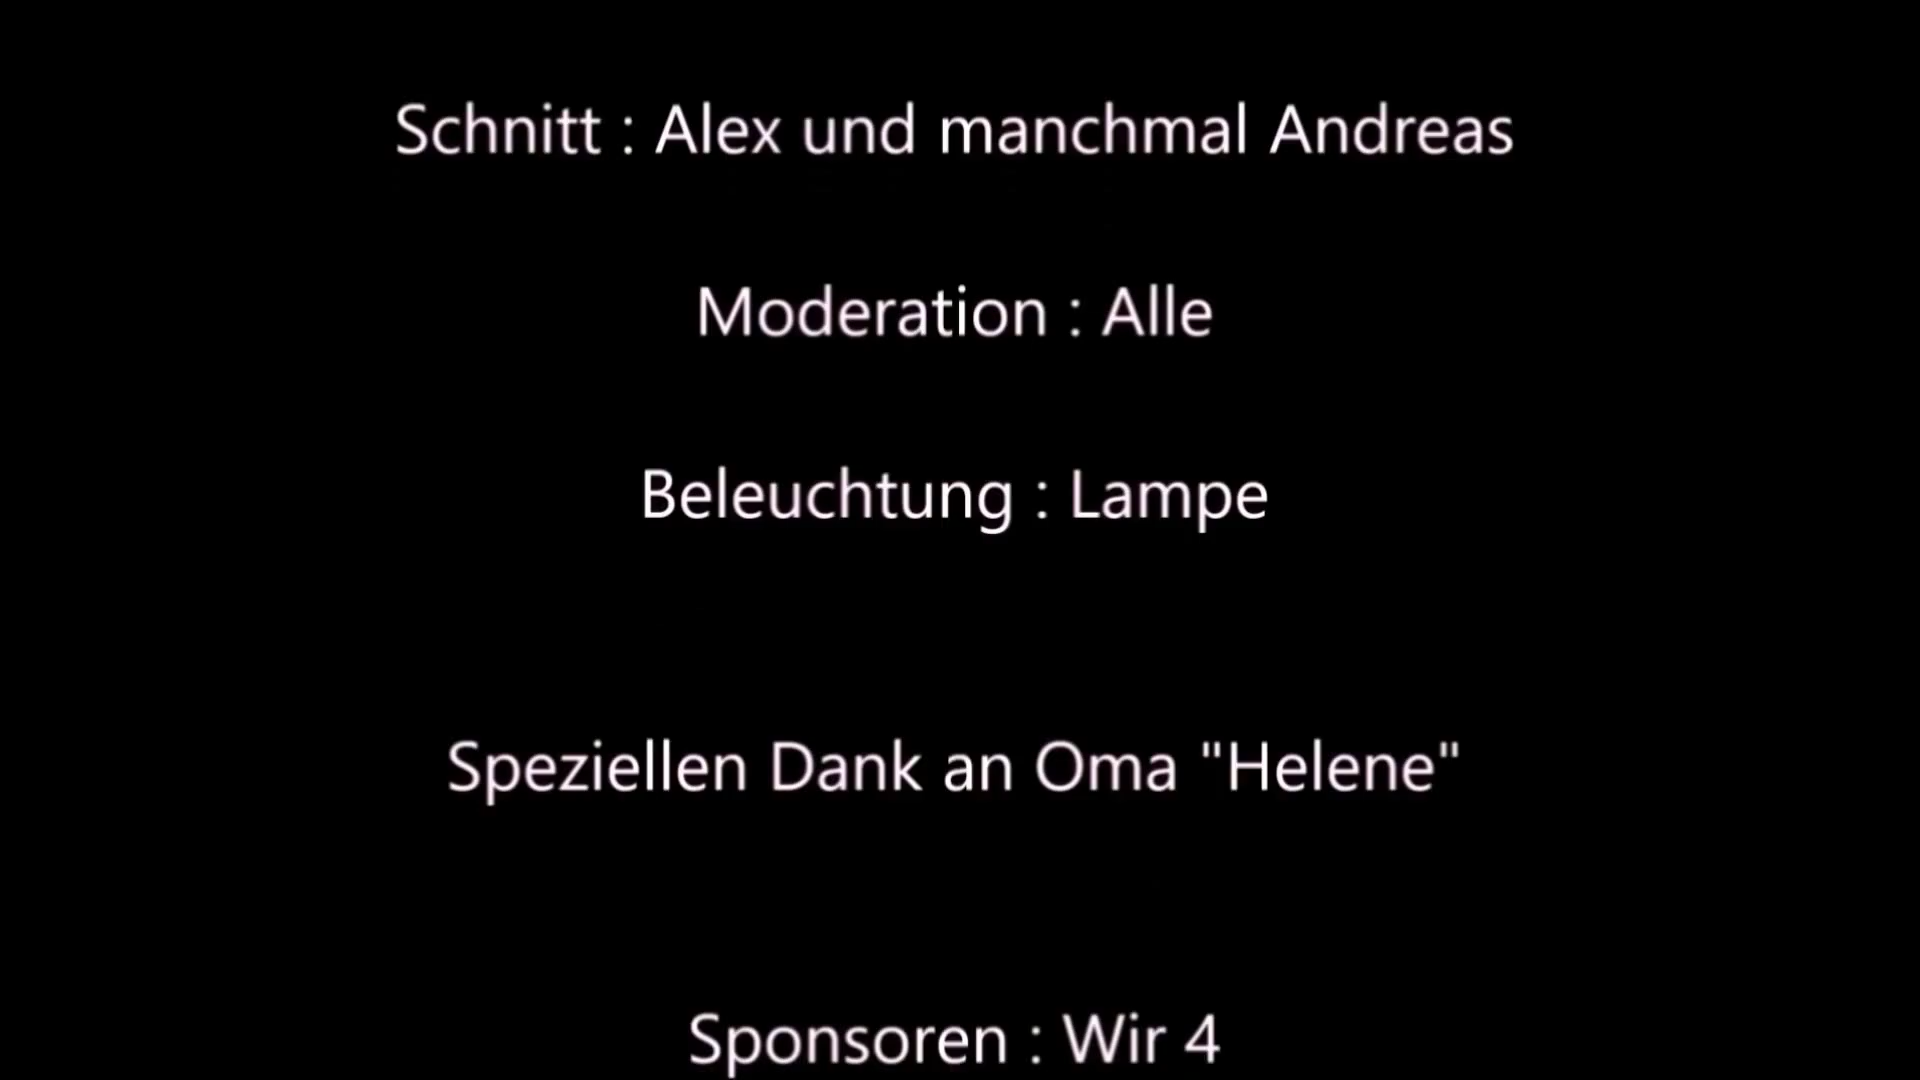 Schnitt : Alex und manchmal Andreas
Moderation : Alle
Beleuchtung : Lampe
Speziellen Dank an Oma "Helene"
Sponsoren : Wir 4